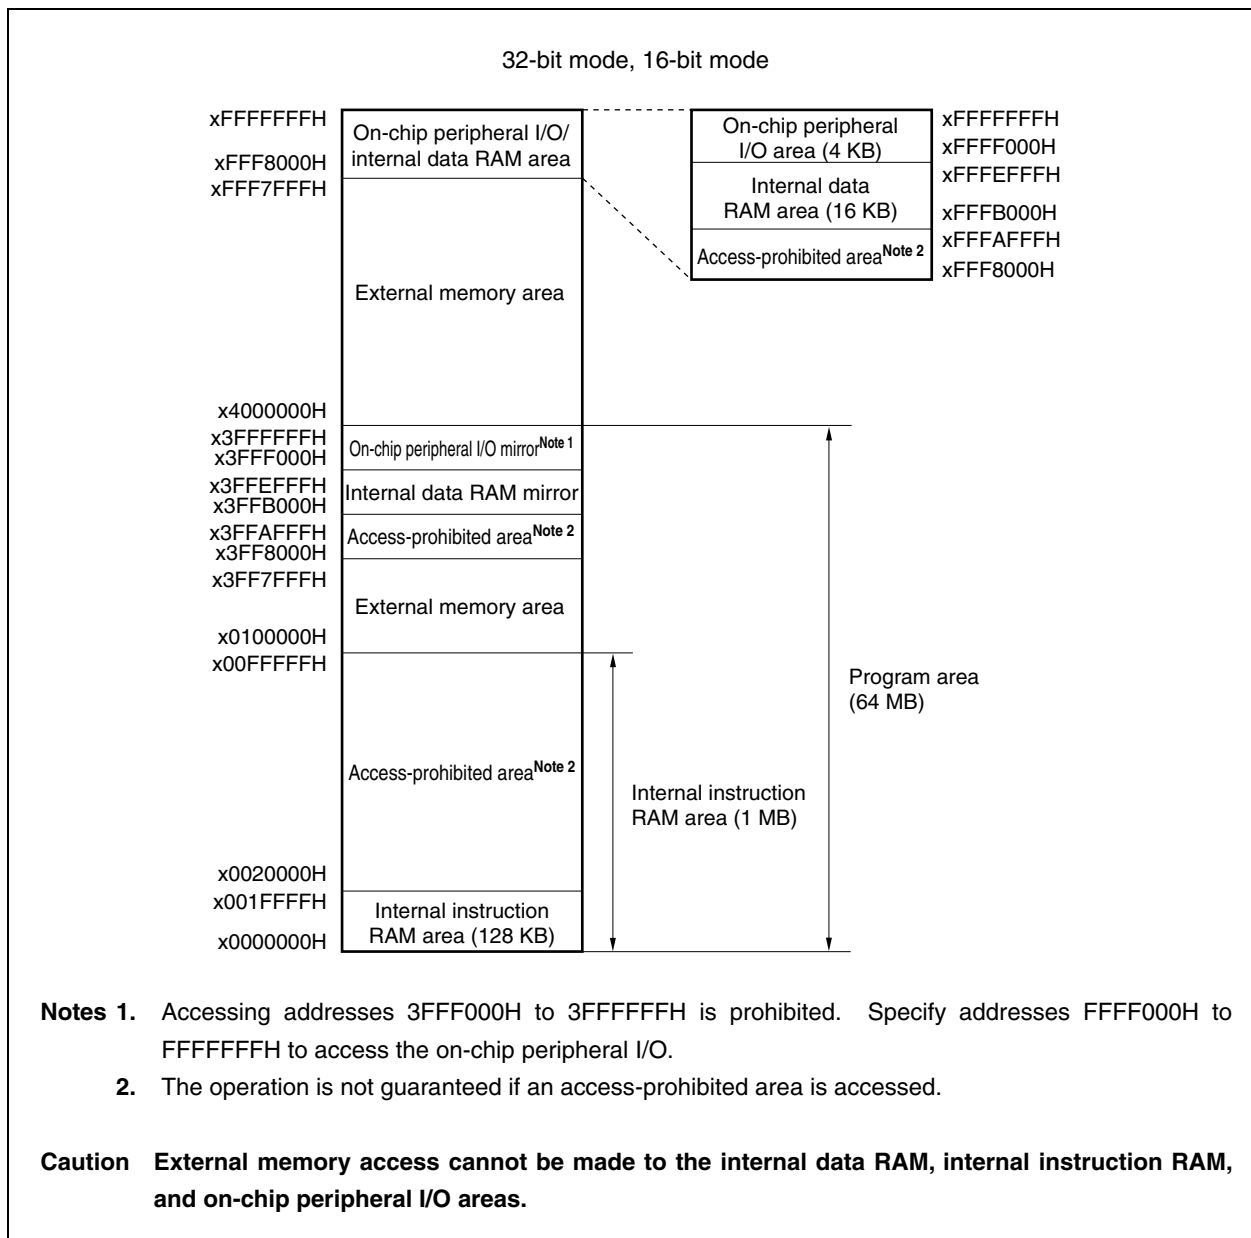 32-bit mode, 16-bit mode
xFFFFFFFH
xFFF8000H
xFFF7FFFH
x4000000H
x3FFFFFFH
x3FFF000H
x3FFEFFFH
x3FFB000H
x3FFAFFFH
x3FF8000H
x3FF7FFFH
x0100000H
x00FFFFFH
x0020000H
x001FFFFH
x0000000H
On-chip peripheral I/O/
internal data RAM area
External memory area
On-chip peripheral I/O mirrorNote 1
Internal data RAM mirror
Access-prohibited areaNote 2
External memory area
Access-prohibited areaNote 2
Internal instruction
RAM area (128 KB)
On-chip peripheral
I/O area (4 KB)
Internal data
RAM area (16 KB)
Access-prohibited areaNote 2
xFFFFFFFH
xFFFF000H
xFFFEFFFH
xFFFB000H
xFFFAFFFH
xFFF8000H
Internal instruction
RAM area (1 MB)
Program area
(64 MB)
Notes 1. Accessing addresses 3FFF000H to 3FFFFFFH is prohibited. Specify addresses FFFF000H to
FFFFFFFH to access the on-chip peripheral I/O.
2. The operation is not guaranteed if an access-prohibited area is accessed.
Caution External memory access cannot be made to the internal data RAM, internal instruction RAM,
and on-chip peripheral I/O areas.